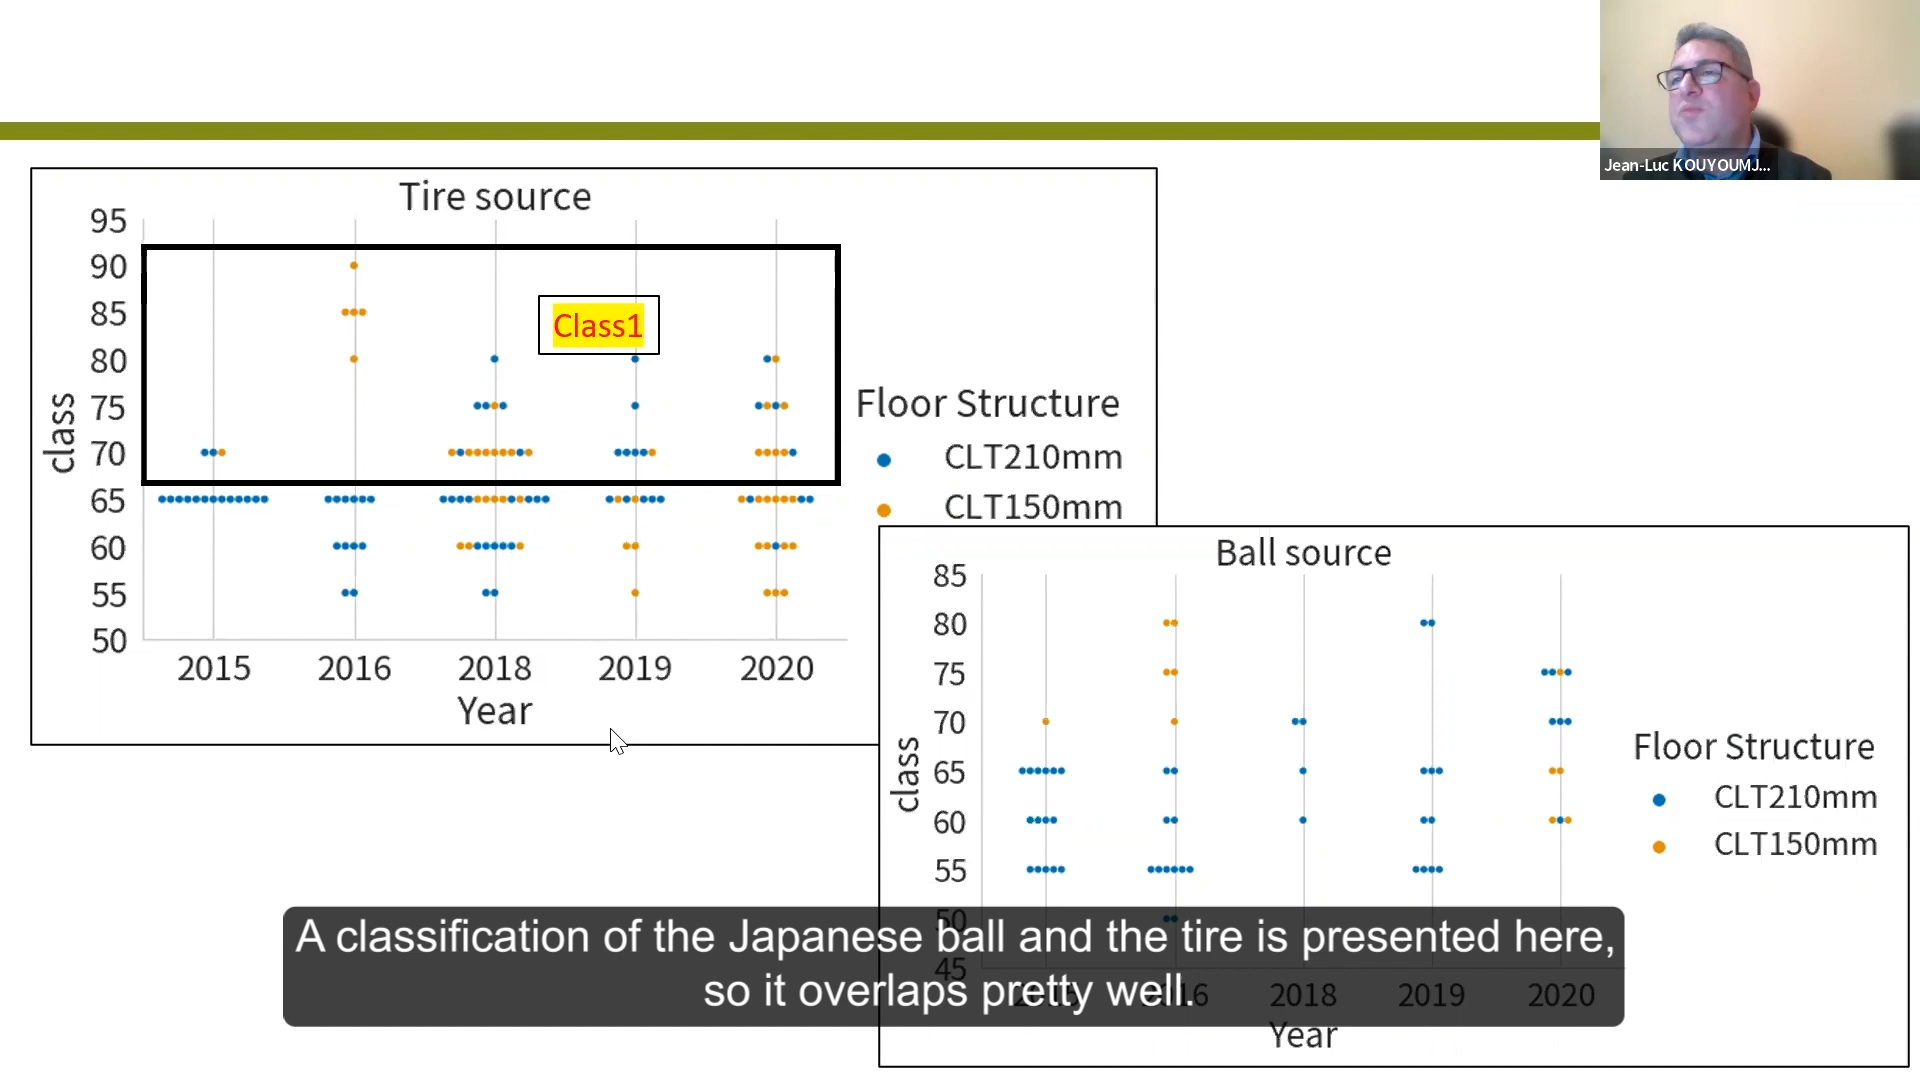 Jean-Luc KOUYOUMJ...
Tire source
95
90
85
80
75
70
65
60
55
50
class
Class1
2015 2016 2018 2019 2020
Year
Floor Structure
CLT210mm
CLT150mm
Ball source
85
80
75
70
65
60
55
50
45
class
2015 2016 2018 2019 2020
Year
Floor Structure
CLT210mm
CLT150mm
A classification of the Japanese ball and the tire is presented here,
so it overlaps pretty well.